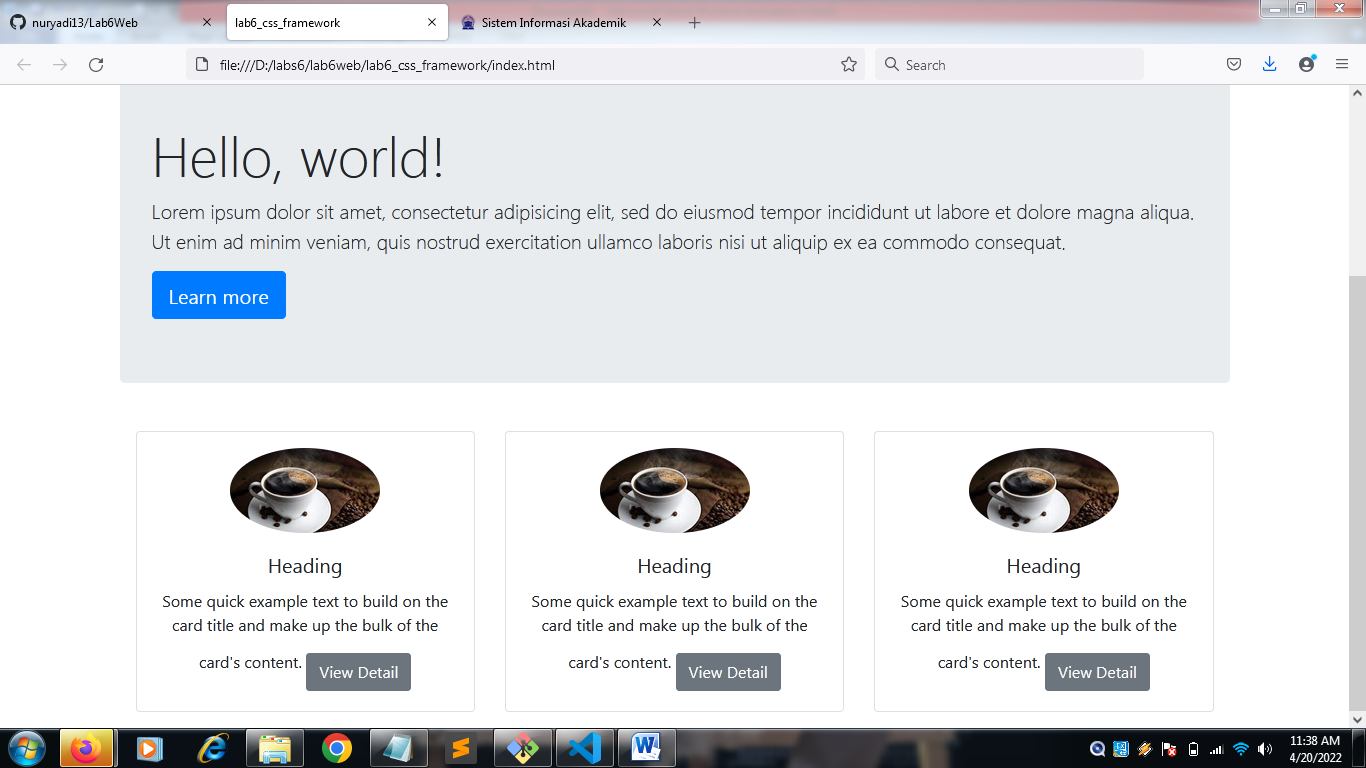 nuryadi13/Lab6Web
lab6_css_framework
Sistem Informasi Akademik
file:///D:/labs6/lab6web/lab6_css_framework/index.html
Search
Hello, world!
Lorem ipsum dolor sit amet, consectetur adipisicing elit, sed do eiusmod tempor incididunt ut labore et dolore magna aliqua.
Ut enim ad minim veniam, quis nostrud exercitation ullamco laboris nisi ut aliquip ex ea commodo consequat.
Learn more
Heading
Some quick example text to build on the
card title and make up the bulk of the
card's content. View Detail
Heading
Some quick example text to build on the
card title and make up the bulk of the
card's content. View Detail
Heading
Some quick example text to build on the
card title and make up the bulk of the
card's content. View Detail
11:38 AM
4/20/2022